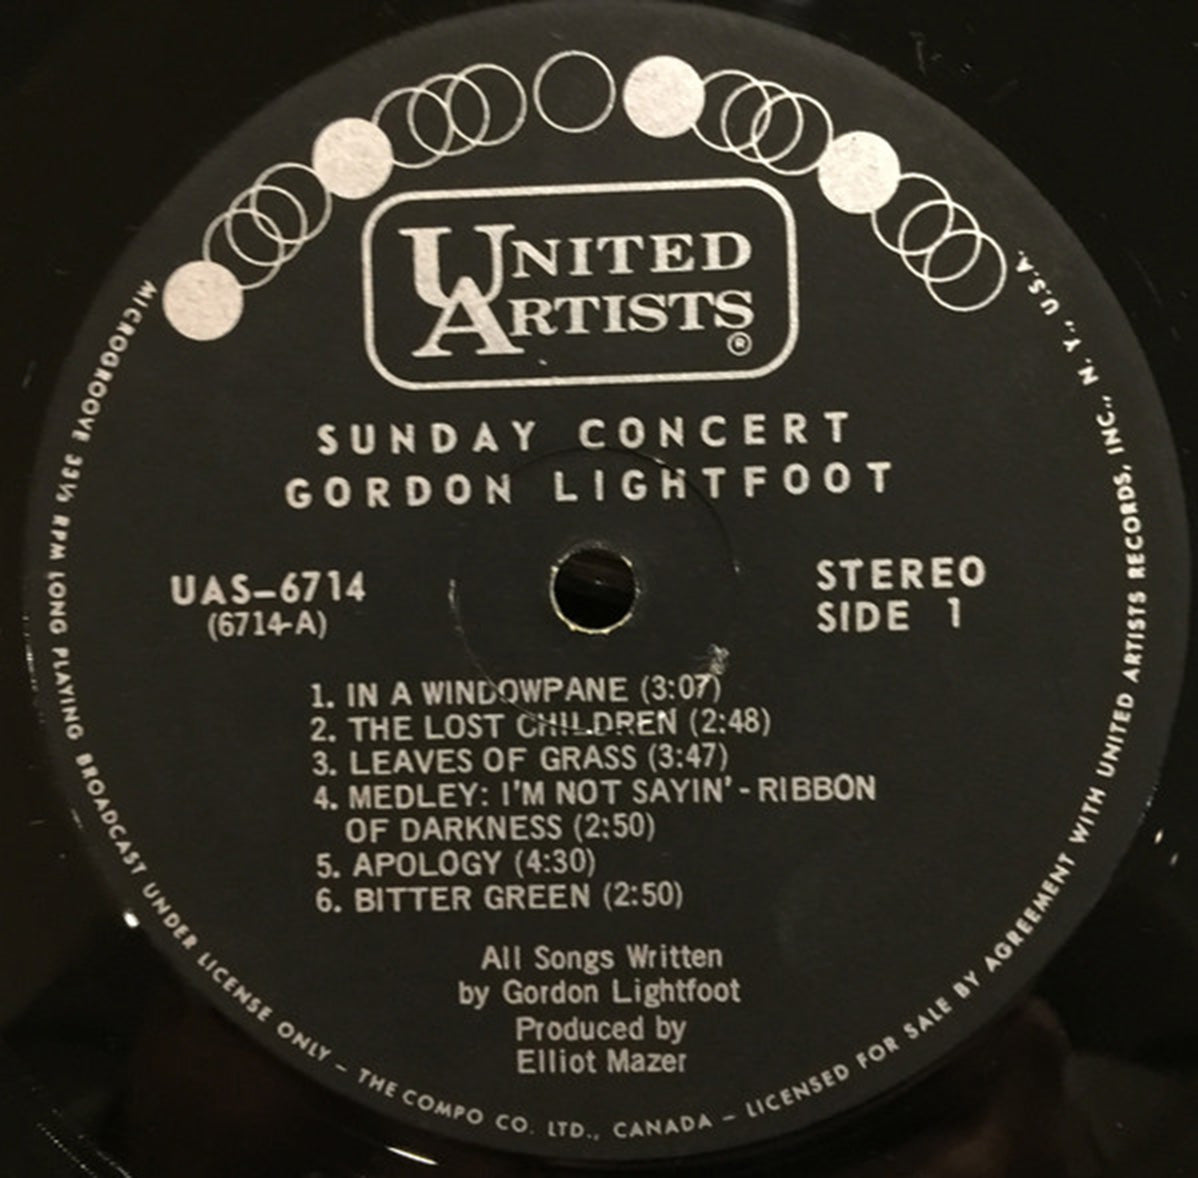 UNITED
ARTISTS®
SUNDAY CONCERT
GORDON LIGHTFOOT
UAS-6714
(6714-A)
STEREO
SIDE 1
1. IN A WINDOWPANE (3:07)
2. THE LOST CHILDREN (2:48)
3. LEAVES OF GRASS (3:47)
4. MEDLEY: I'M NOT SAYIN' - RIBBON
OF DARKNESS (2:50)
5. APOLOGY (4:30)
6. BITTER GREEN (2:50)
All Songs Written
by Gordon Lightfoot
Produced by
Elliot Mazer
MICROGROOVE 33⅓ RPM LONG PLAYING BROADCAST UNDER LICENSE ONLY – THE COMPO CO. LTD., CANADA – LICENSED FOR SALE BY AGREEMENT WITH UNITED ARTISTS RECORDS, INC., N. Y., U.S.A.